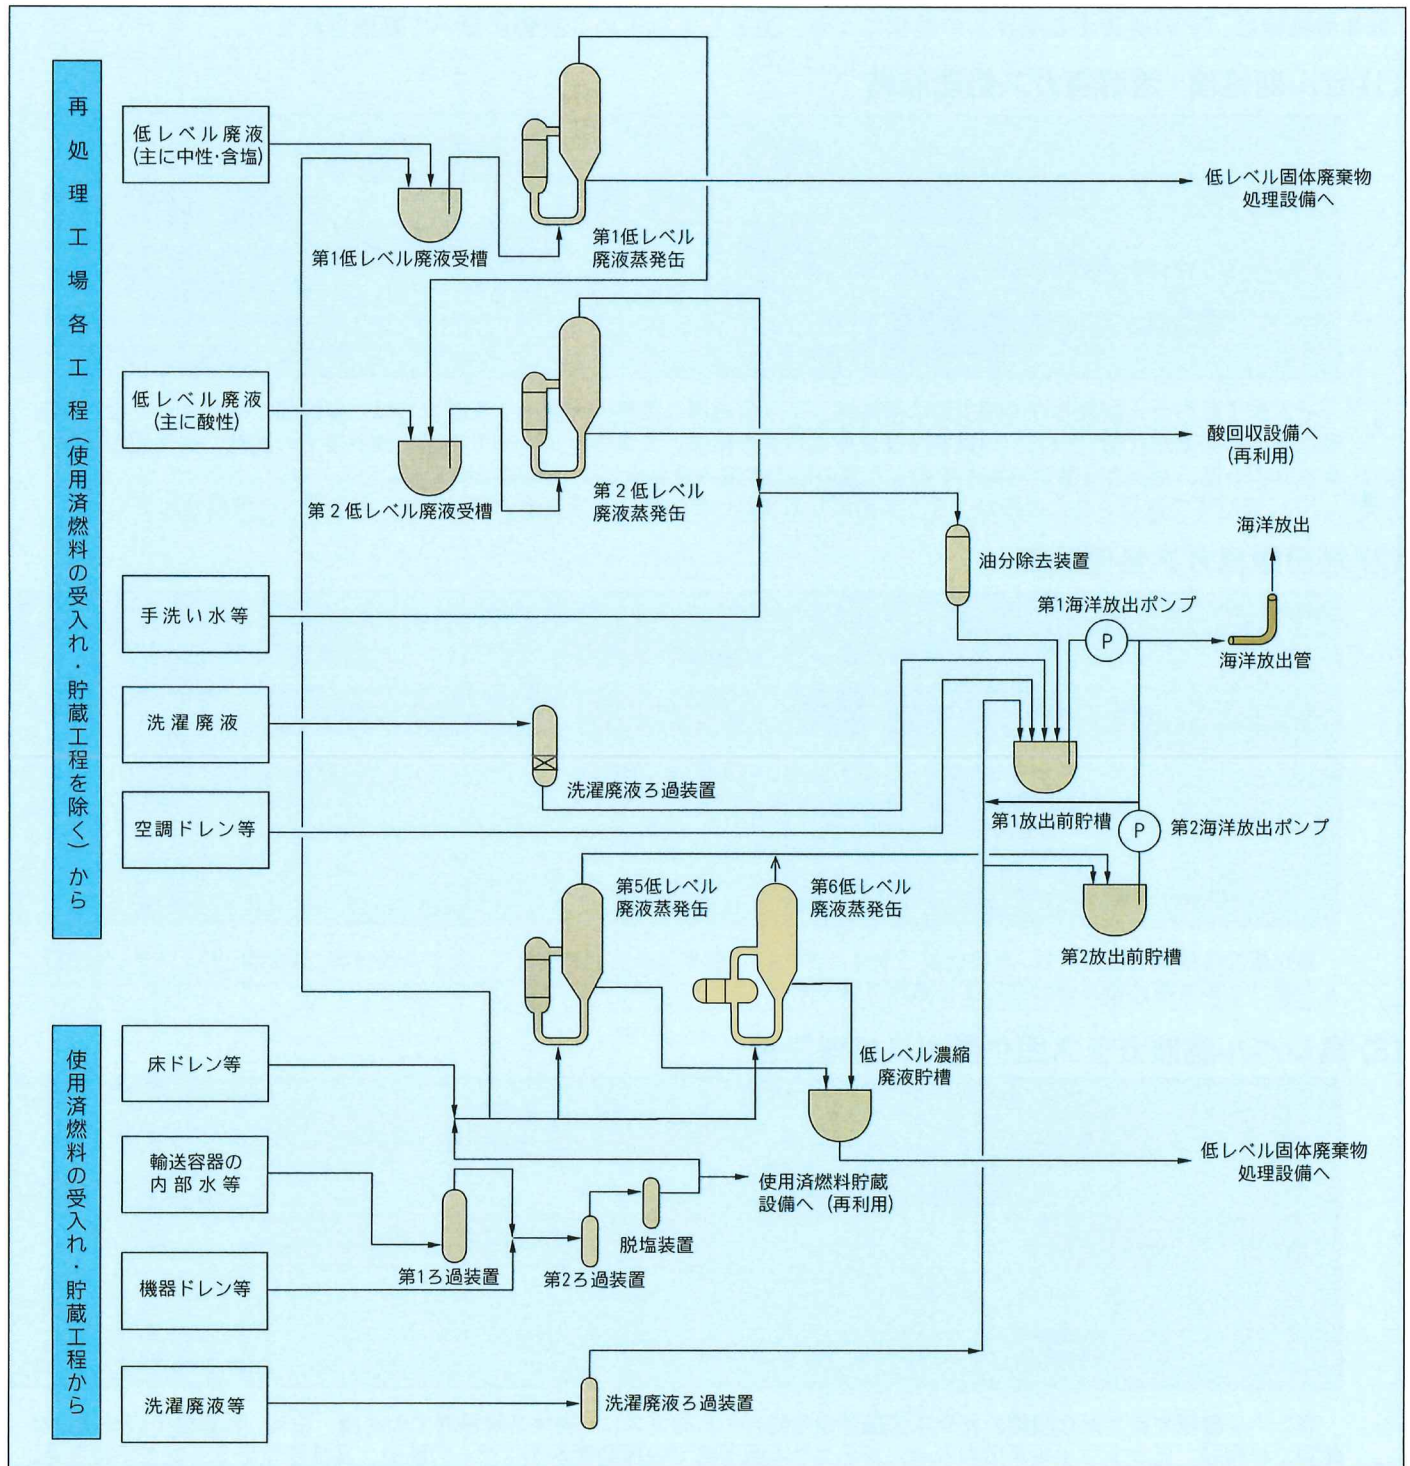 再処理工場各工程（使用済燃料の受入れ・貯蔵工程を除く）から
低レベル廃液
(主に中性・含塩)
第1低レベル廃液受槽
第1低レベル
廃液蒸発缶
低レベル固体廃棄物
処理設備へ
低レベル廃液
(主に酸性)
第2低レベル廃液受槽
第2低レベル
廃液蒸発缶
酸回収設備へ
(再利用)
手洗い水等
油分除去装置
海洋放出
第1海洋放出ポンプ
P
海洋放出管
洗濯廃液
洗濯廃液ろ過装置
空調ドレン等
第1放出前貯槽
P
第2海洋放出ポンプ
第5低レベル
廃液蒸発缶
第6低レベル
廃液蒸発缶
第2放出前貯槽
使用済燃料の受入れ・貯蔵工程から
床ドレン等
低レベル濃縮
廃液貯槽
輸送容器の
内部水等
使用済燃料貯蔵
設備へ（再利用）
低レベル固体廃棄物
処理設備へ
脱塩装置
第1ろ過装置
第2ろ過装置
機器ドレン等
洗濯廃液等
洗濯廃液ろ過装置